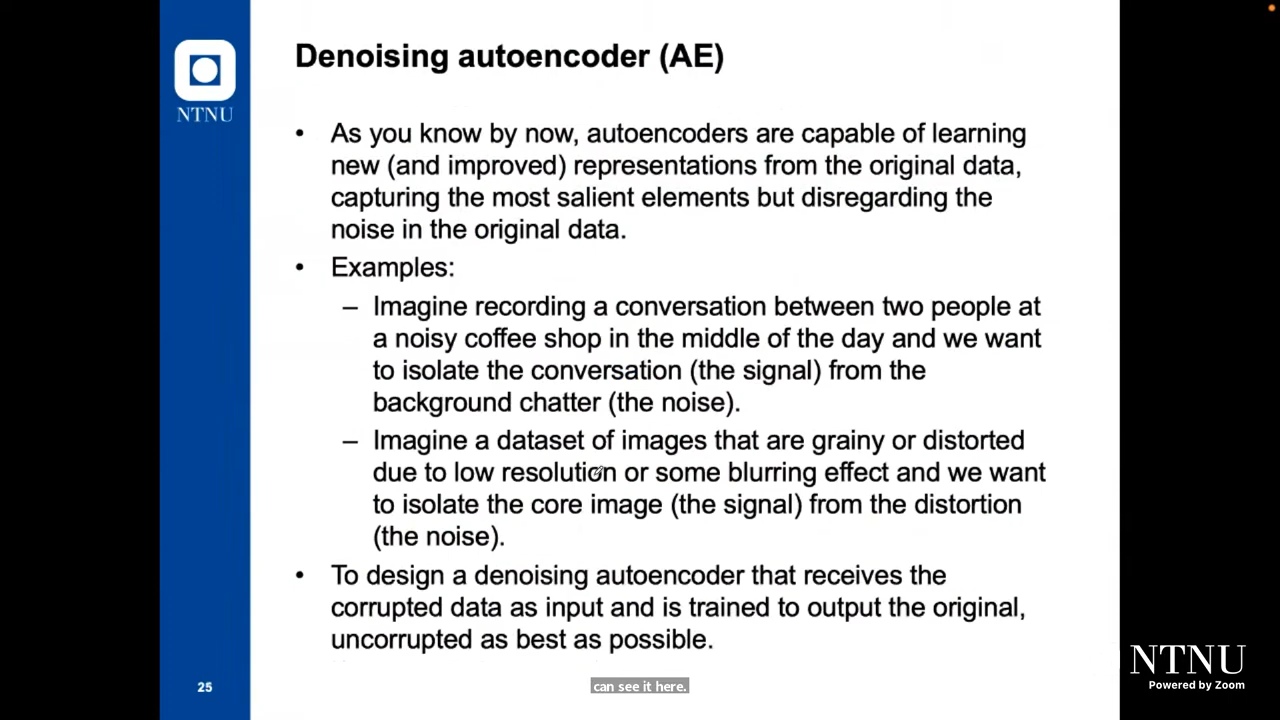 Denoising autoencoder (AE)
NTNU
• As you know by now, autoencoders are capable of learning
new (and improved) representations from the original data,
capturing the most salient elements but disregarding the
noise in the original data.
• Examples:
– Imagine recording a conversation between two people at
a noisy coffee shop in the middle of the day and we want
to isolate the conversation (the signal) from the
background chatter (the noise).
– Imagine a dataset of images that are grainy or distorted
due to low resolution or some blurring effect and we want
to isolate the core image (the signal) from the distortion
(the noise).
• To design a denoising autoencoder that receives the
corrupted data as input and is trained to output the original,
uncorrupted as best as possible.
25
can see it here.
NTNU
Powered by Zoom